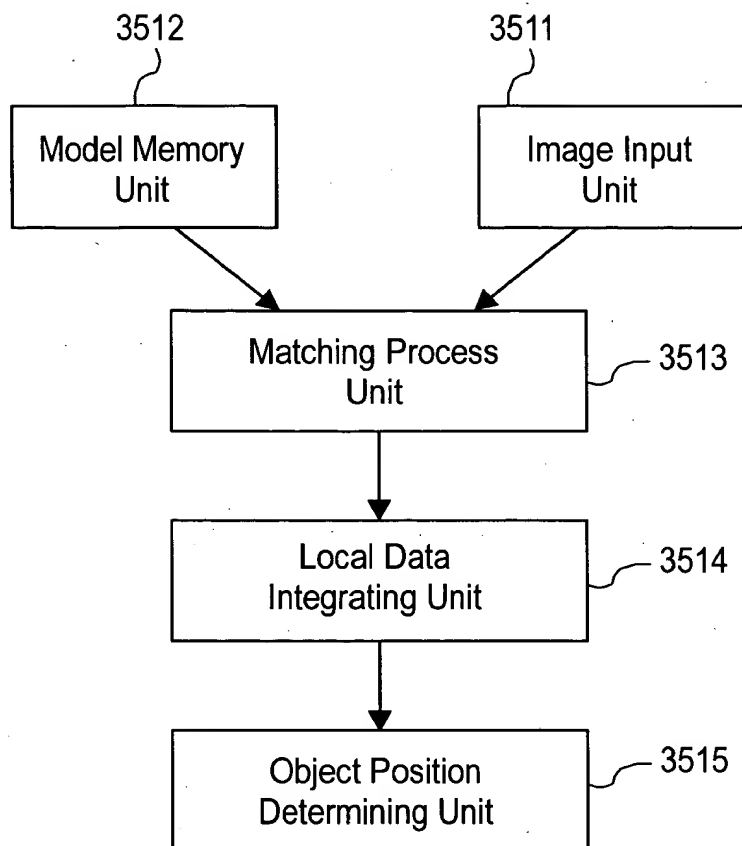 3512
3511
Model Memory
Unit
Image Input
Unit
Matching Process
Unit
3513
Local Data
Integrating Unit
3514
Object Position
Determining Unit
3515